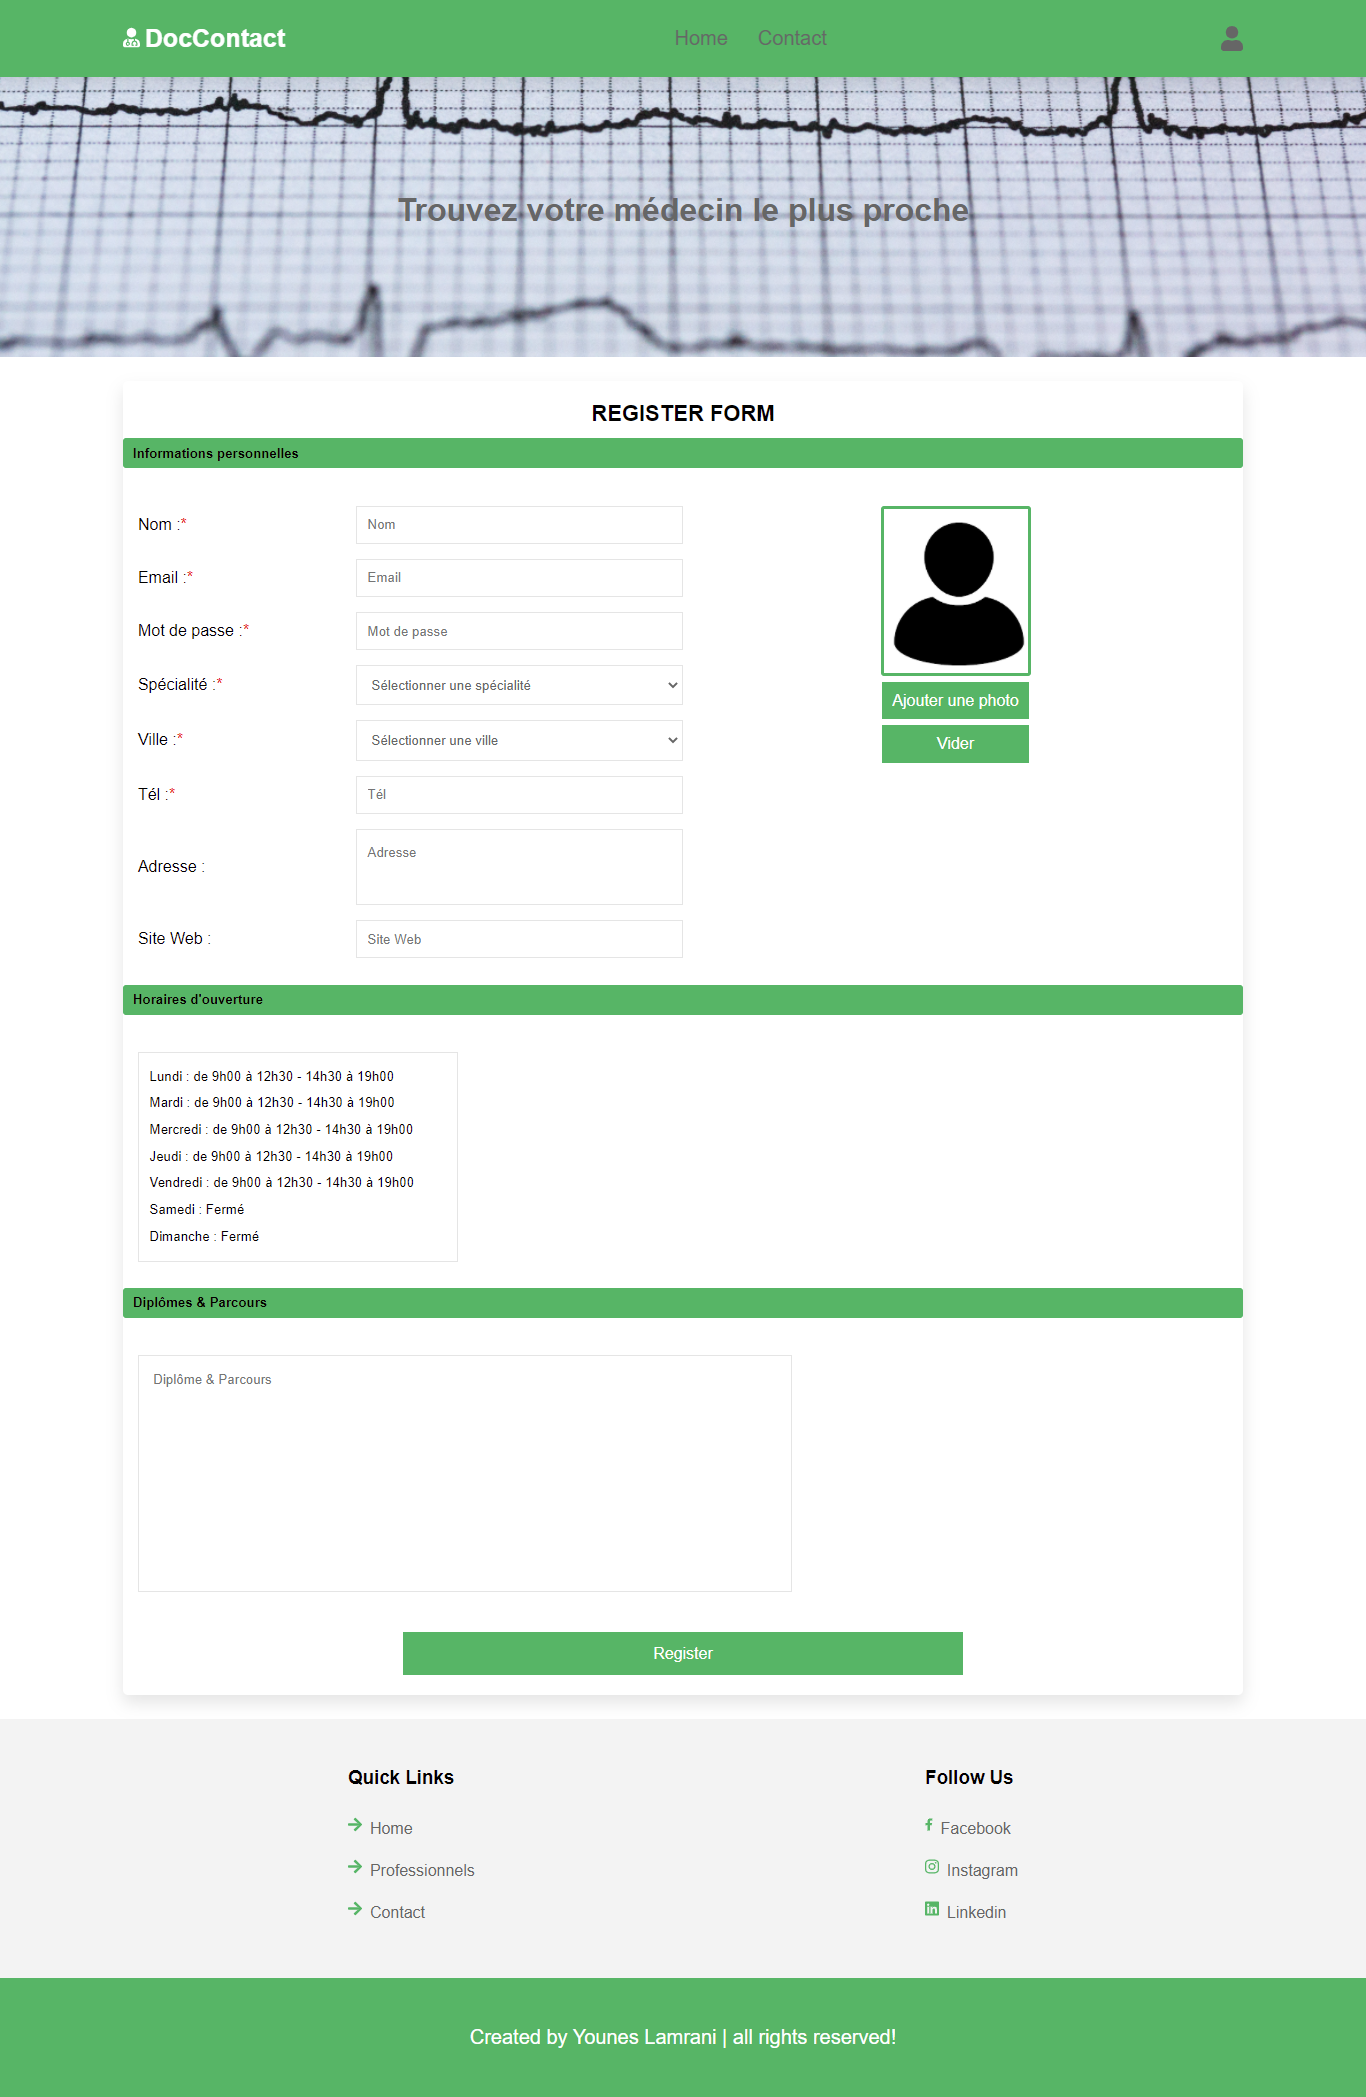 DocContact
Home
Contact
Trouvez votre médecin le plus proche
REGISTER FORM
Informations personnelles
Nom :*
Nom
Email :*
Email
Mot de passe :*
Mot de passe
Spécialité :*
Sélectionner une spécialité
Ville :*
Sélectionner une ville
Tél :*
Tél
Adresse :
Adresse
Site Web :
Site Web
Ajouter une photo
Vider
Horaires d'ouverture
Lundi : de 9h00 à 12h30 - 14h30 à 19h00
Mardi : de 9h00 à 12h30 - 14h30 à 19h00
Mercredi : de 9h00 à 12h30 - 14h30 à 19h00
Jeudi : de 9h00 à 12h30 - 14h30 à 19h00
Vendredi : de 9h00 à 12h30 - 14h30 à 19h00
Samedi : Fermé
Dimanche : Fermé
Diplômes & Parcours
Diplôme & Parcours
Register
Quick Links
Home
Professionnels
Contact
Follow Us
Facebook
Instagram
Linkedin
Created by Younes Lamrani | all rights reserved!